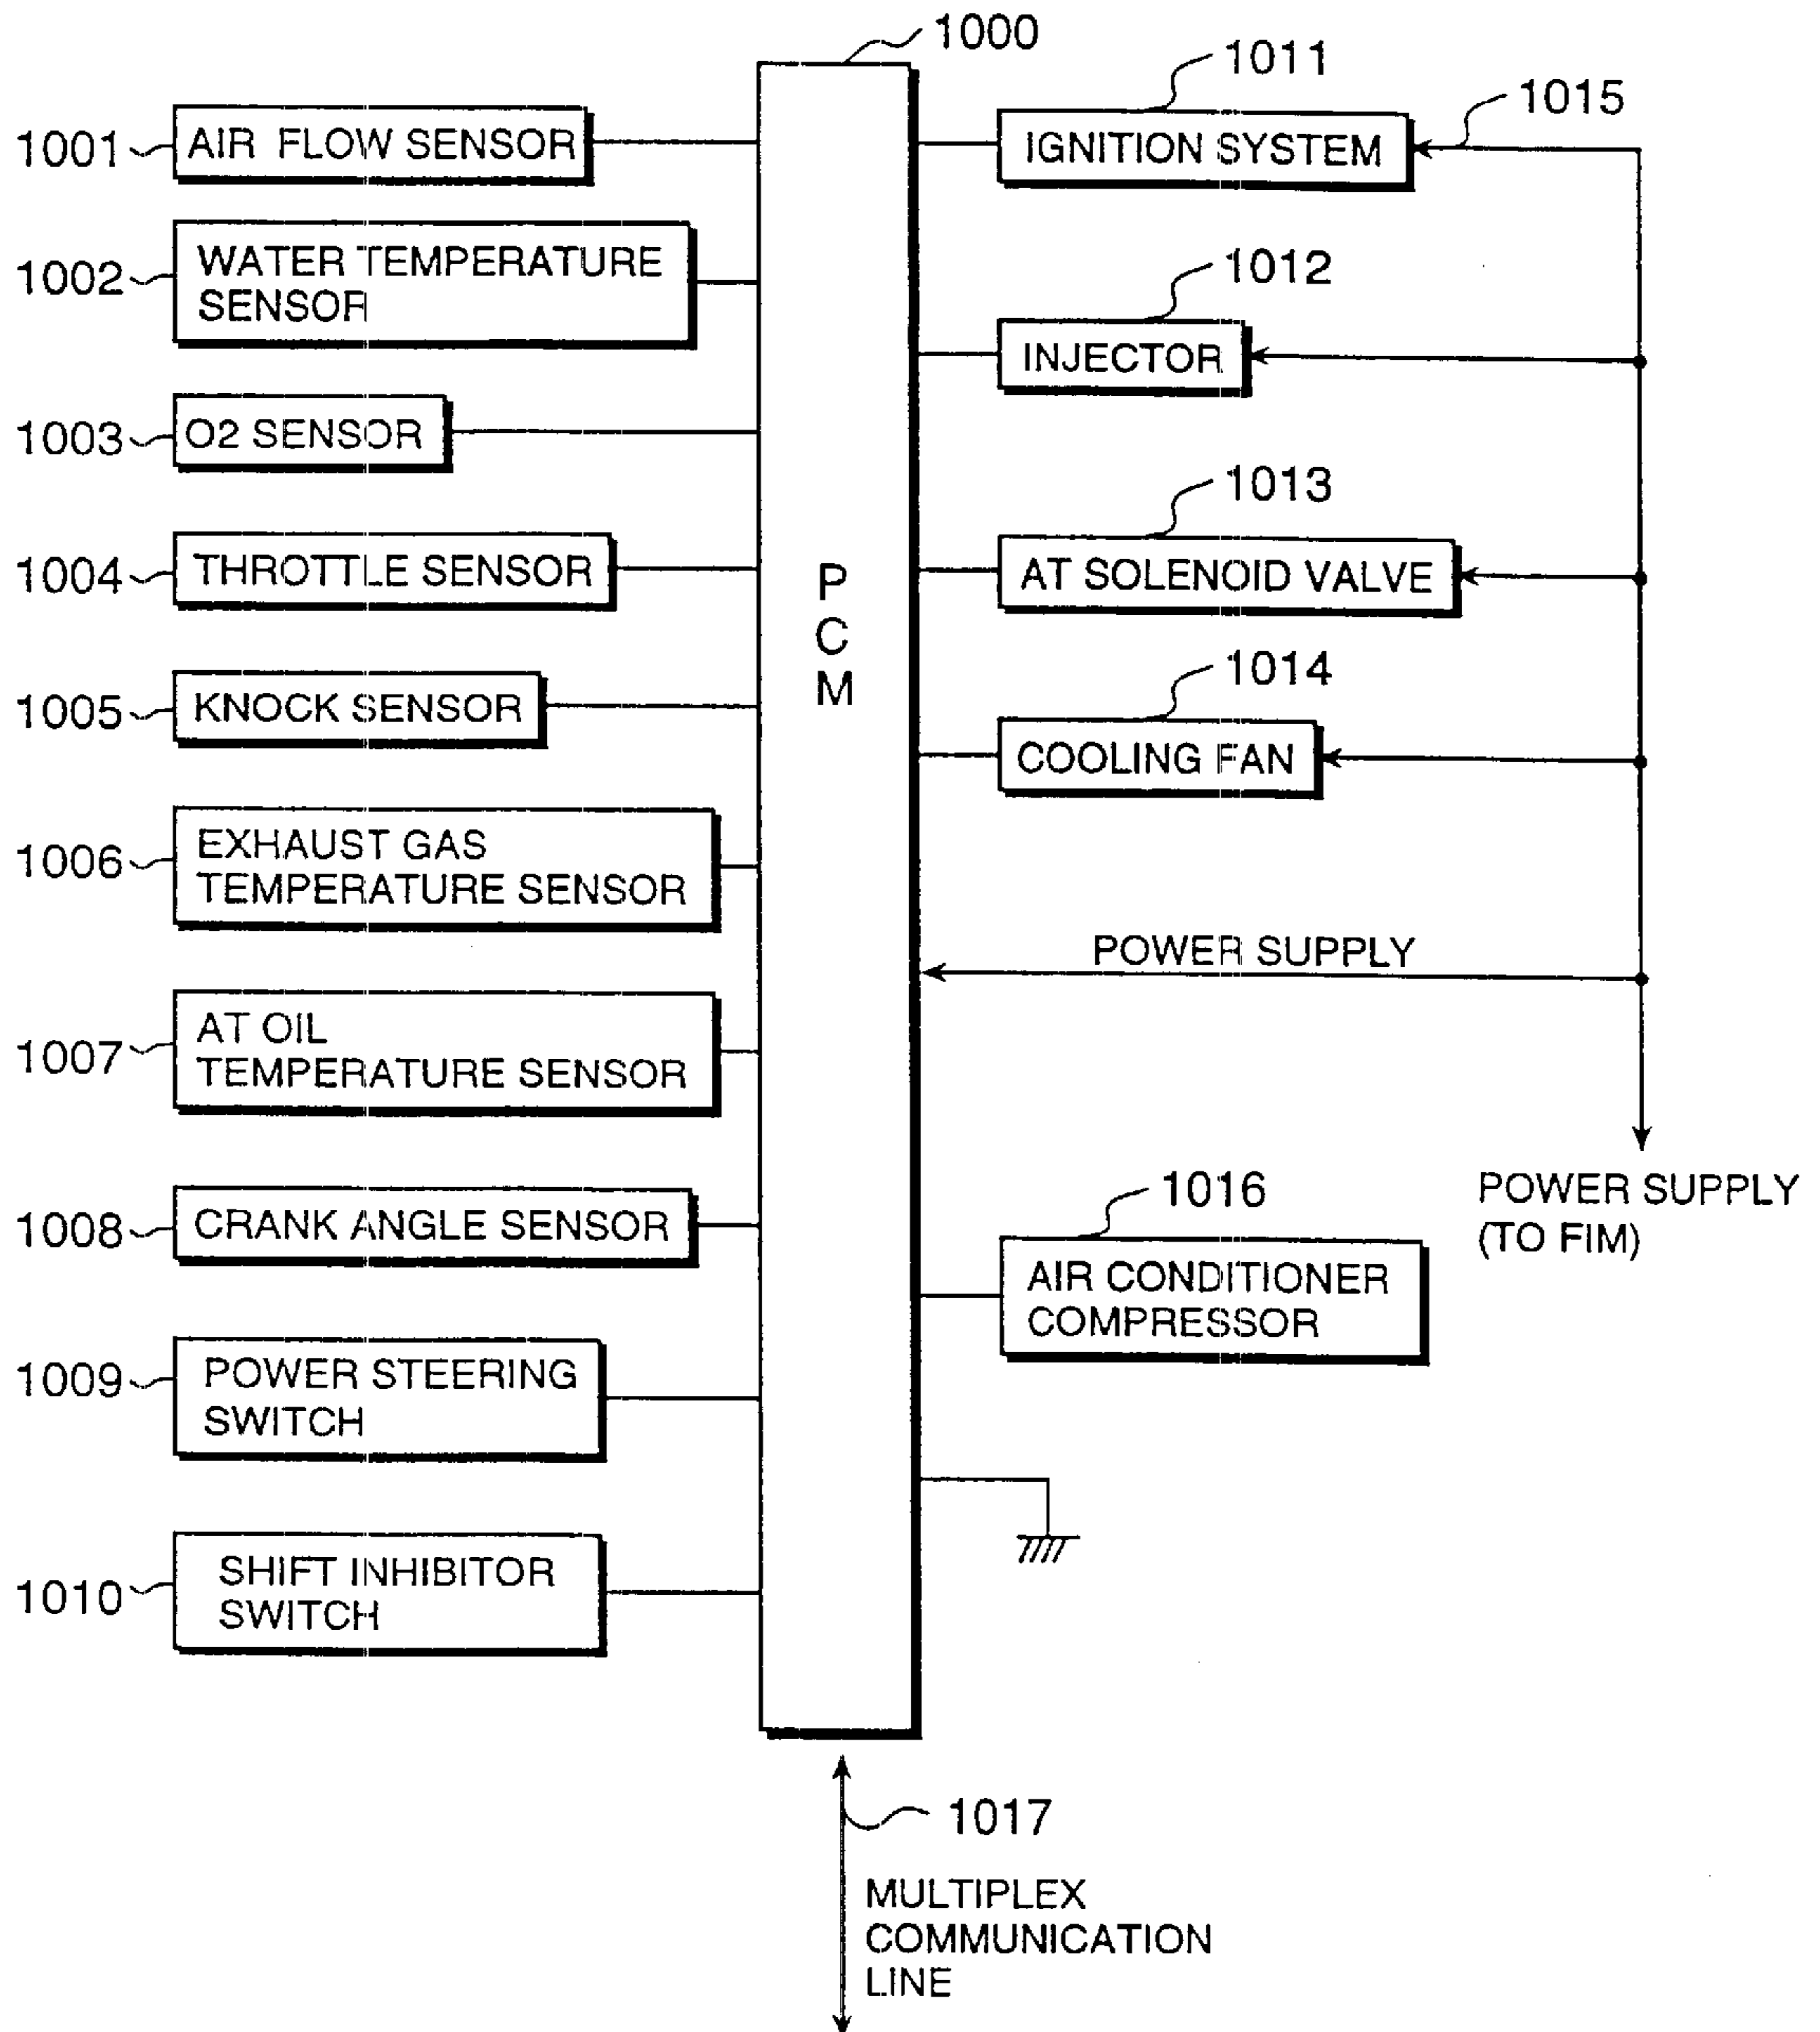 1000
1001
AIR FLOW SENSOR
1002
WATER TEMPERATURE
SENSOR
1003
O2 SENSOR
1004
THROTTLE SENSOR
1005
KNOCK SENSOR
1006
EXHAUST GAS
TEMPERATURE SENSOR
1007
AT OIL
TEMPERATURE SENSOR
1008
CRANK ANGLE SENSOR
1009
POWER STEERING
SWITCH
1010
SHIFT INHIBITOR
SWITCH
P
C
M
1011
IGNITION SYSTEM
1015
1012
INJECTOR
1013
AT SOLENOID VALVE
1014
COOLING FAN
POWER SUPPLY
POWER SUPPLY
(TO FIM)
1016
AIR CONDITIONER
COMPRESSOR
1017
MULTIPLEX
COMMUNICATION
LINE